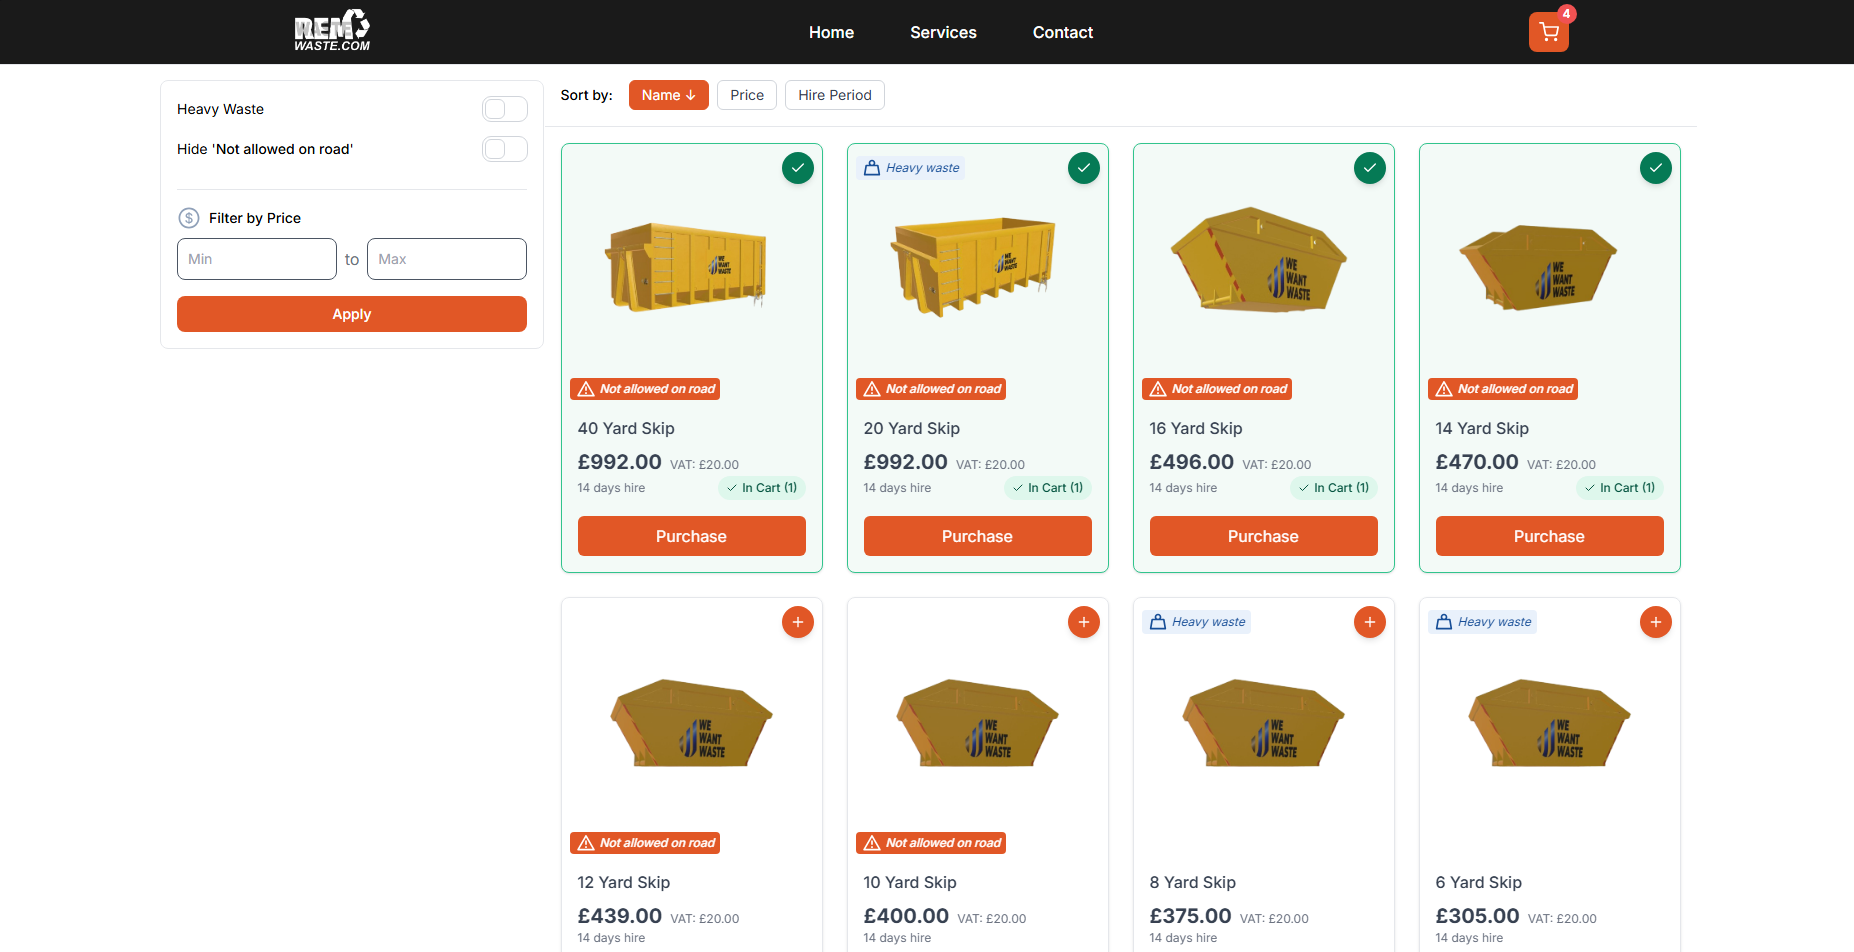 REM
WASTE.COM
Home
Services
Contact
4
Heavy Waste
Hide 'Not allowed on road'
Filter by Price
Min
to
Max
Apply
Sort by:
Name ↓
Price
Hire Period
WE WANT WASTE
Not allowed on road
40 Yard Skip
£992.00 VAT: £20.00
14 days hire
In Cart (1)
Purchase
Heavy waste
WE WANT WASTE
Not allowed on road
20 Yard Skip
£992.00 VAT: £20.00
14 days hire
In Cart (1)
Purchase
WE
WANT
WASTE
Not allowed on road
16 Yard Skip
£496.00 VAT: £20.00
14 days hire
In Cart (1)
Purchase
WE
WANT
WASTE
Not allowed on road
14 Yard Skip
£470.00 VAT: £20.00
14 days hire
In Cart (1)
Purchase
WE
WANT
WASTE
Not allowed on road
12 Yard Skip
£439.00 VAT: £20.00
14 days hire
WE
WANT
WASTE
Not allowed on road
10 Yard Skip
£400.00 VAT: £20.00
14 days hire
Heavy waste
WE
WANT
WASTE
8 Yard Skip
£375.00 VAT: £20.00
14 days hire
Heavy waste
WE
WANT
WASTE
6 Yard Skip
£305.00 VAT: £20.00
14 days hire